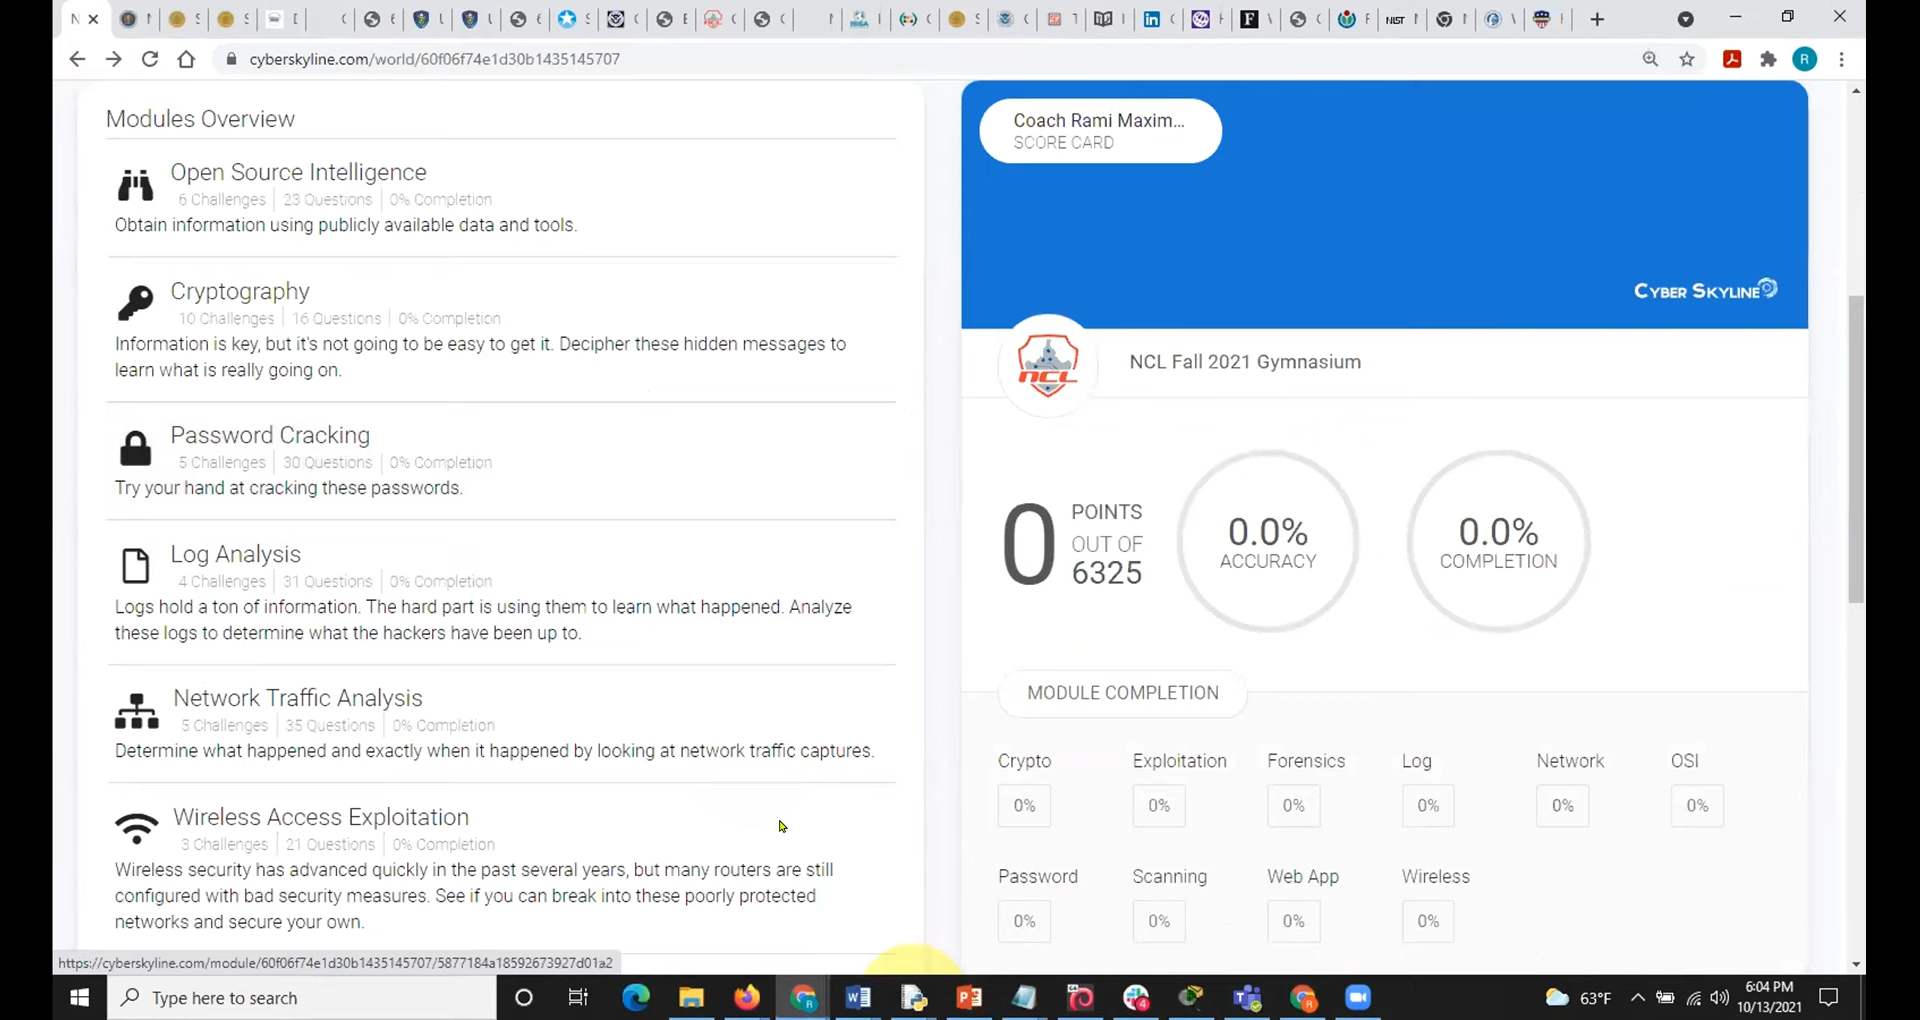 cyberskyline.com/world/60f06f74e1d30b1435145707
R
Modules Overview
Open Source Intelligence
6 Challenges | 23 Questions | 0% Completion
Obtain information using publicly available data and tools.
Cryptography
10 Challenges | 16 Questions | 0% Completion
Information is key, but it's not going to be easy to get it. Decipher these hidden messages to
learn what is really going on.
Password Cracking
5 Challenges | 30 Questions | 0% Completion
Try your hand at cracking these passwords.
Log Analysis
4 Challenges | 31 Questions | 0% Completion
Logs hold a ton of information. The hard part is using them to learn what happened. Analyze
these logs to determine what the hackers have been up to.
Network Traffic Analysis
5 Challenges | 35 Questions | 0% Completion
Determine what happened and exactly when it happened by looking at network traffic captures.
Wireless Access Exploitation
3 Challenges | 21 Questions | 0% Completion
Wireless security has advanced quickly in the past several years, but many routers are still
configured with bad security measures. See if you can break into these poorly protected
networks and secure your own.
https://cyberskyline.com/module/60f06f74e1d30b1435145707/5877184a18592673927d01a2
Coach Rami Maxim...
SCORE CARD
CYBER SKYLINE
NCL
NCL Fall 2021 Gymnasium
0
POINTS
OUT OF
6325
0.0%
ACCURACY
0.0%
COMPLETION
MODULE COMPLETION
Crypto Exploitation Forensics Log Network OSI
0% 0% 0% 0% 0% 0%
Password Scanning Web App Wireless
0% 0% 0% 0%
Type here to search
63°F
6:04 PM
10/13/2021